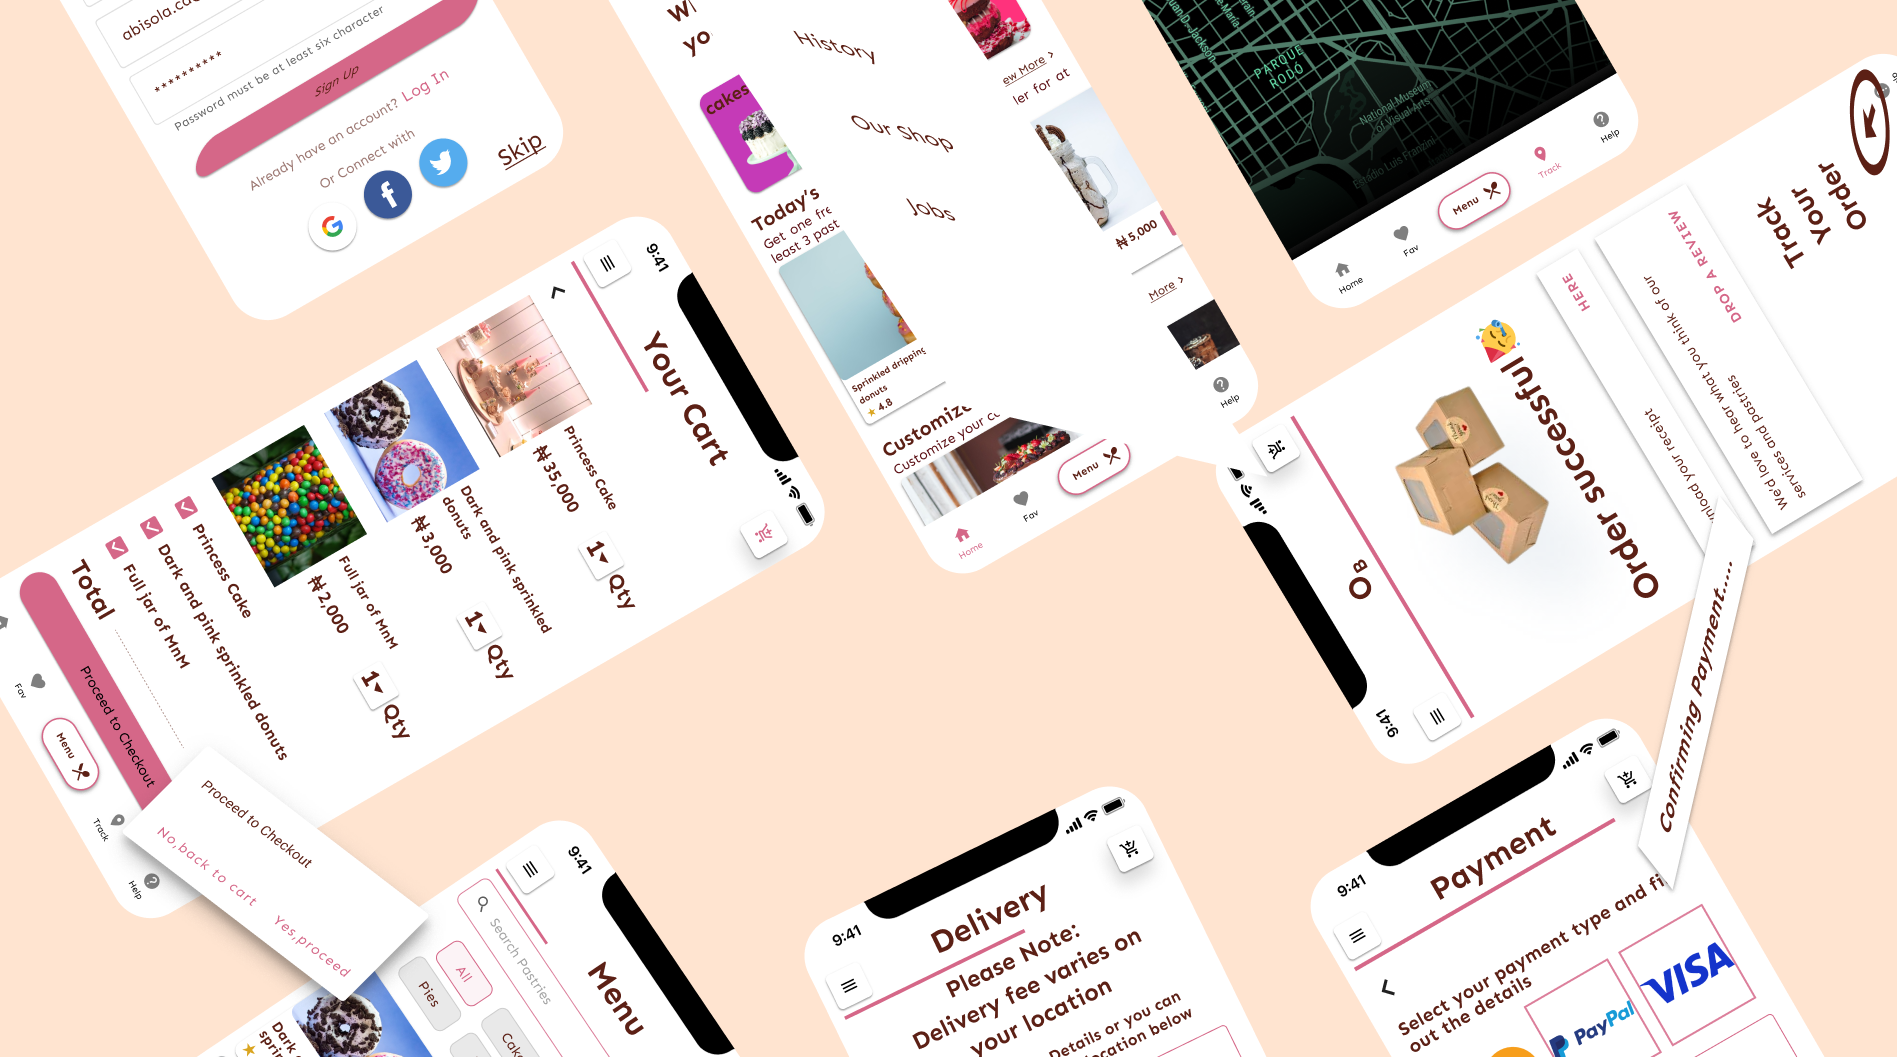 abisola.ca
**********
Password must be at least six character
Sign Up
Already have an account? Log In
Or Connect with
Skip
9:41
Your Cart
Princess Cake
₦ 35,000
1
Qty
Dark and pink sprinkled
donuts
₦ 3,000
1
Qty
Full jar of MnM
₦ 2,000
1
Qty
Princess Cake
Dark and pink sprinkled donuts
Full jar of MnM
Total
Proceed to Checkout
Fav
Menu
Track
Help
Proceed to Checkout
No,back to cart
Yes,proceed
yo
History
Our Shop
Jobs
cakes
Today's
Get one fre
least 3 past
Sprinkled dripping
donuts
4.8
Customize
Customize your c
ew More >
ler for at
₦ 5,000
More >
Home
Fav
Menu
Help
PARQUE
RODÓ
National Museum
of Visual Arts
Estadio Luis Franzini
Home
Fav
Menu
Track
Help
Track
Your
Order
DROP A REVIEW
We'd love to hear what you think of our
services and pastries
HERE
nload your receipt
Order successful
O
B
9:41
Confirming Payment.....
9:41
Menu
Search Pastries
All
Pies
Cak
Dark
sprin
9:41
Delivery
Please Note:
Delivery fee varies on
your location
Details or you can
ocation below
9:41
Payment
Select your payment type and fi
out the details
PayPal
VISA